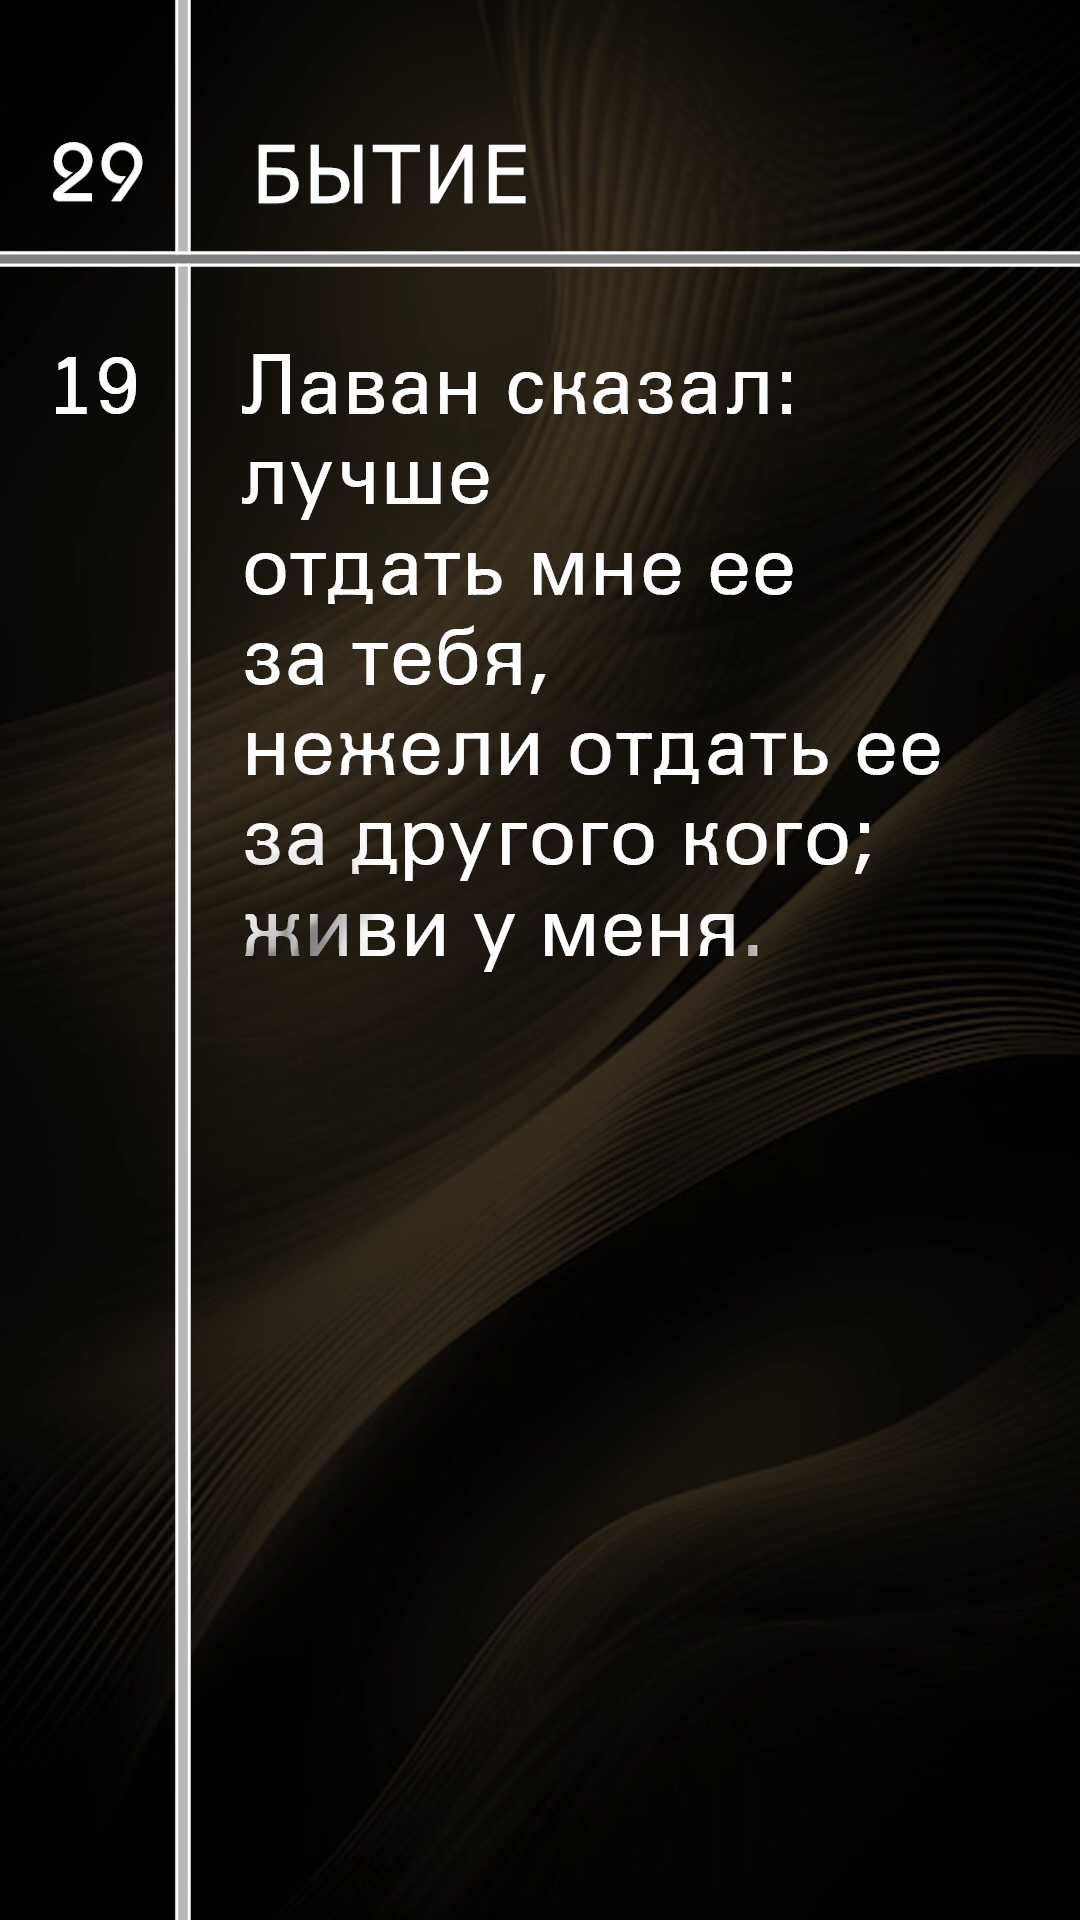 29 БЫТИЕ
19 Лаван сказал:
лучше
отдать мне ее
за тебя,
нежели отдать ее
за другого кого;
живи у меня.